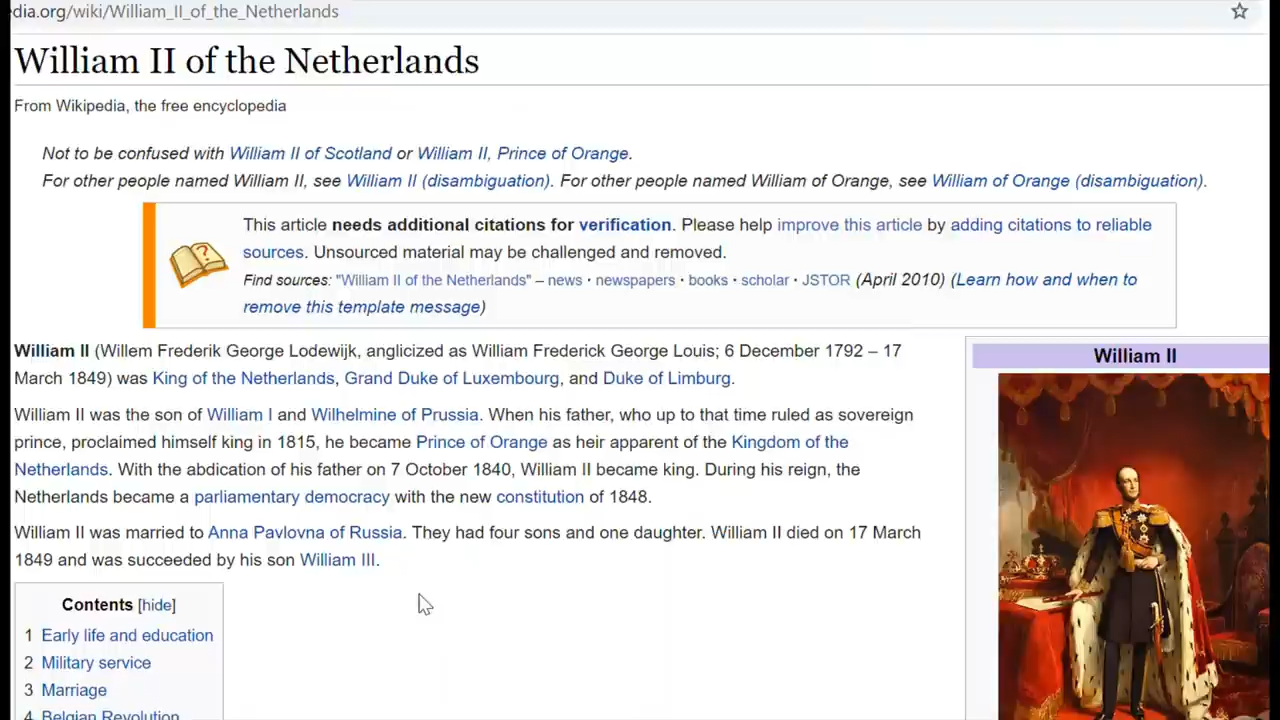 dia.org/wiki/William_II_of_the_Netherlands
William II of the Netherlands
From Wikipedia, the free encyclopedia
Not to be confused with William II of Scotland or William II, Prince of Orange.
For other people named William II, see William II (disambiguation). For other people named William of Orange, see William of Orange (disambiguation).
This article needs additional citations for verification. Please help improve this article by adding citations to reliable
sources. Unsourced material may be challenged and removed.
Find sources: "William II of the Netherlands" – news · newspapers · books · scholar · JSTOR (April 2010) (Learn how and when to
remove this template message)
William II (Willem Frederik George Lodewijk, anglicized as William Frederick George Louis; 6 December 1792 – 17
March 1849) was King of the Netherlands, Grand Duke of Luxembourg, and Duke of Limburg.
William II was the son of William I and Wilhelmine of Prussia. When his father, who up to that time ruled as sovereign
prince, proclaimed himself king in 1815, he became Prince of Orange as heir apparent of the Kingdom of the
Netherlands. With the abdication of his father on 7 October 1840, William II became king. During his reign, the
Netherlands became a parliamentary democracy with the new constitution of 1848.
William II was married to Anna Pavlovna of Russia. They had four sons and one daughter. William II died on 17 March
1849 and was succeeded by his son William III.
William II
Contents [hide]
1 Early life and education
2 Military service
3 Marriage
4 Belgian Revolution